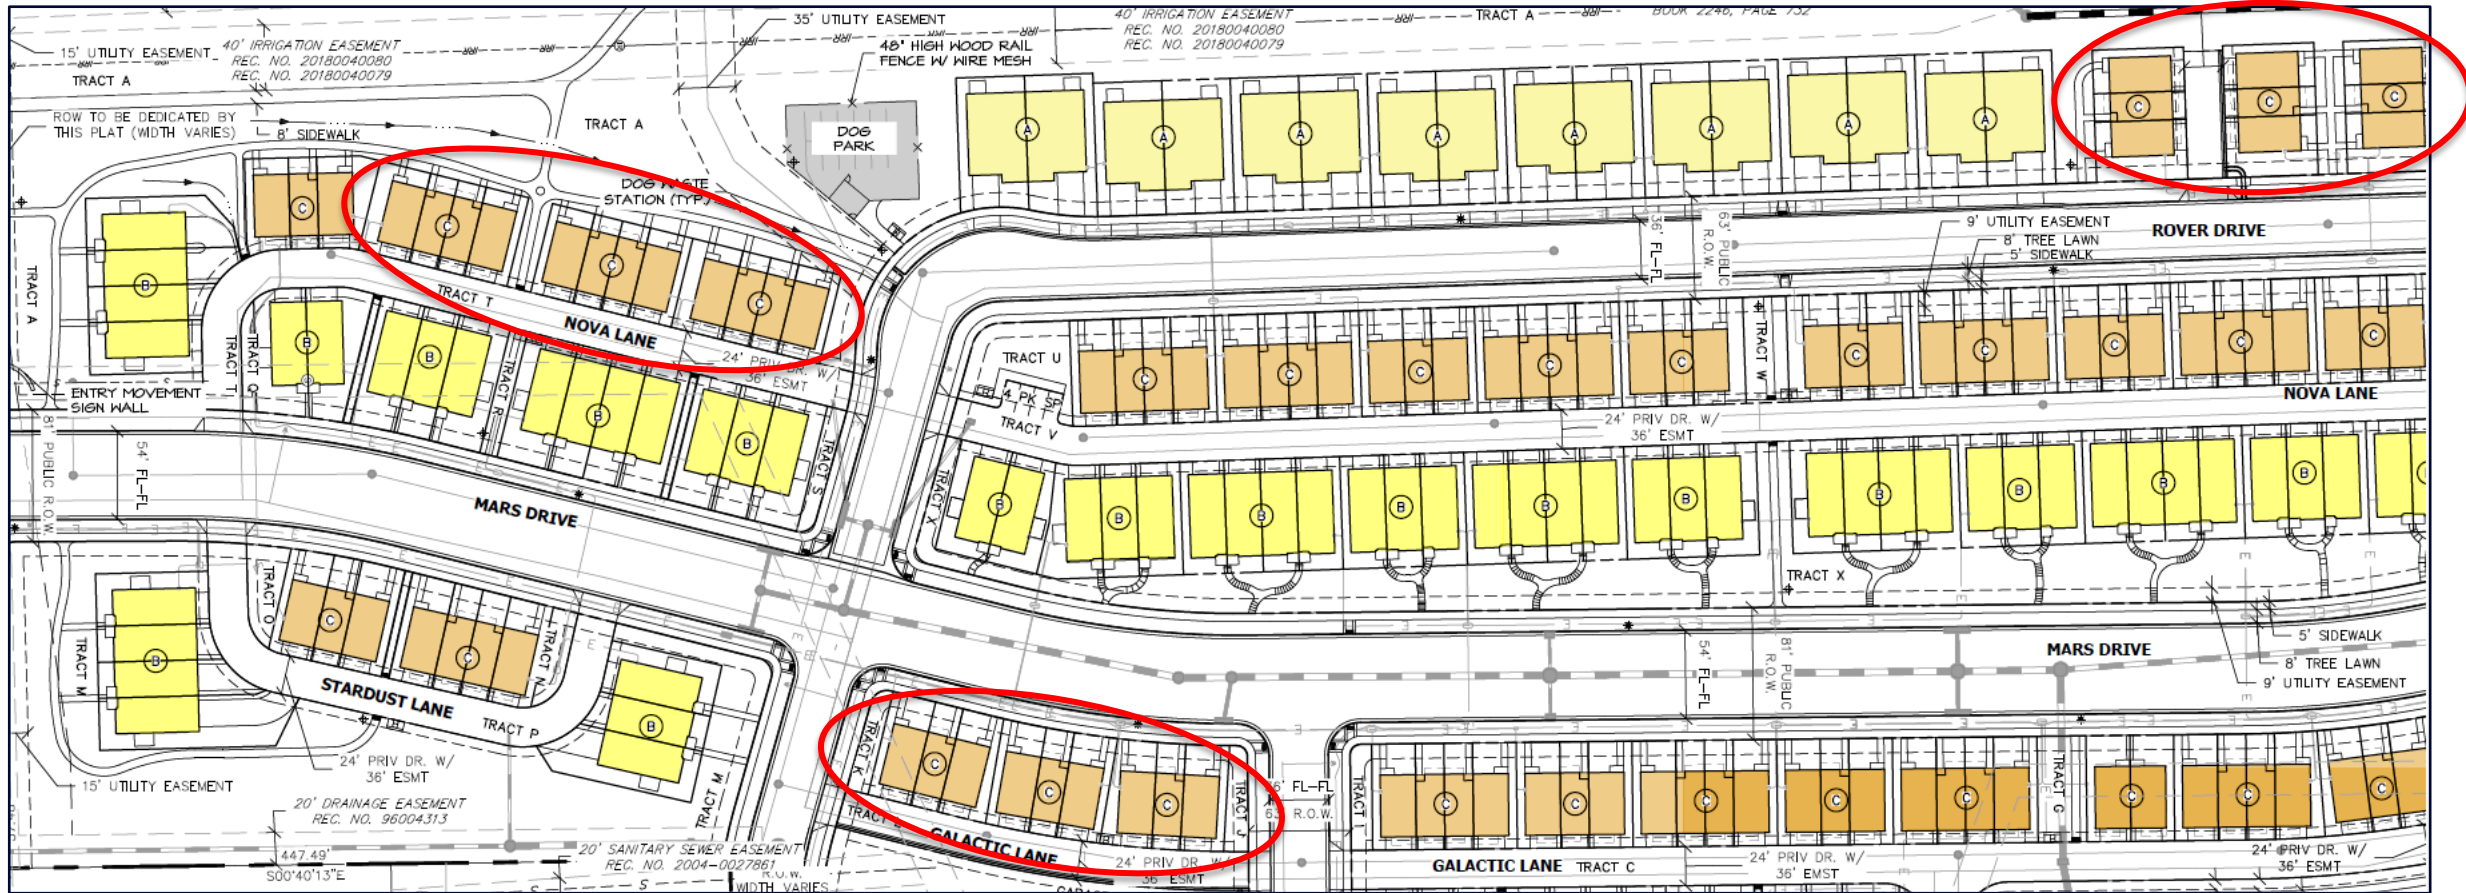 35' UTILITY EASEMENT
40' IRRIGATION EASEMENT
REC. NO. 20180040080
REC. NO. 20180040079
TRACT A
BOOK 2246, PAGE 752
15' UTILITY EASEMENT
40' IRRIGATION EASEMENT
REC. NO. 20180040080
REC. NO. 20180040079
TRACT A
48" HIGH WOOD RAIL
FENCE W/ WIRE MESH
ROW TO BE DEDICATED BY
THIS PLAT (WIDTH VARIES)
8' SIDEWALK
TRACT A
DOG
PARK
A
A
A
A
A
A
A
A
C
C
C
DOG WASTE
STATION (TYP.)
C
C
C
C
B
TRACT A
TRACT T
NOVA LANE
24' PRIV DR. W/
36' ESMT
TRACT T
TRACT Q
B
B
TRACT R
B
B
TRACT S
ENTRY MOVEMENT
SIGN WALL
81' PUBLIC R.O.W.
54' FL-FL
MARS DRIVE
36' FL-FL
63' PUBLIC
R.O.W.
9' UTILITY EASEMENT
8' TREE LAWN
5' SIDEWALK
ROVER DRIVE
TRACT U
4 PK SP
TRACT V
C
C
C
C
C
TRACT W
C
C
C
C
C
NOVA LANE
24' PRIV DR. W/
36' ESMT
TRACT X
B
B
B
B
B
B
B
B
B
B
TRACT X
TRACT O
C
C
TRACT N
B
TRACT M
STARDUST LANE
TRACT P
B
TRACT M
24' PRIV DR. W/
36' ESMT
15' UTILITY EASEMENT
20' DRAINAGE EASEMENT
REC. NO. 96004313
447.49'
S00°40'13"E
20' SANITARY SEWER EASEMENT
REC. NO. 2004-0027861
R.O.W.
WIDTH VARIES
54' FL-FL
81' PUBLIC
R.O.W.
MARS DRIVE
5' SIDEWALK
8' TREE LAWN
9' UTILITY EASEMENT
TRACT K
C
C
C
TRACT J
GALACTIC LANE
24' PRIV DR. W/
36' ESMT
FL-FL
R.O.W.
TRACT I
C
C
C
C
C
TRACT G
C
C
C
GALACTIC LANE
TRACT C
24' PRIV DR. W/
36' EMST
24' PRIV DR. W/
36' ESMT